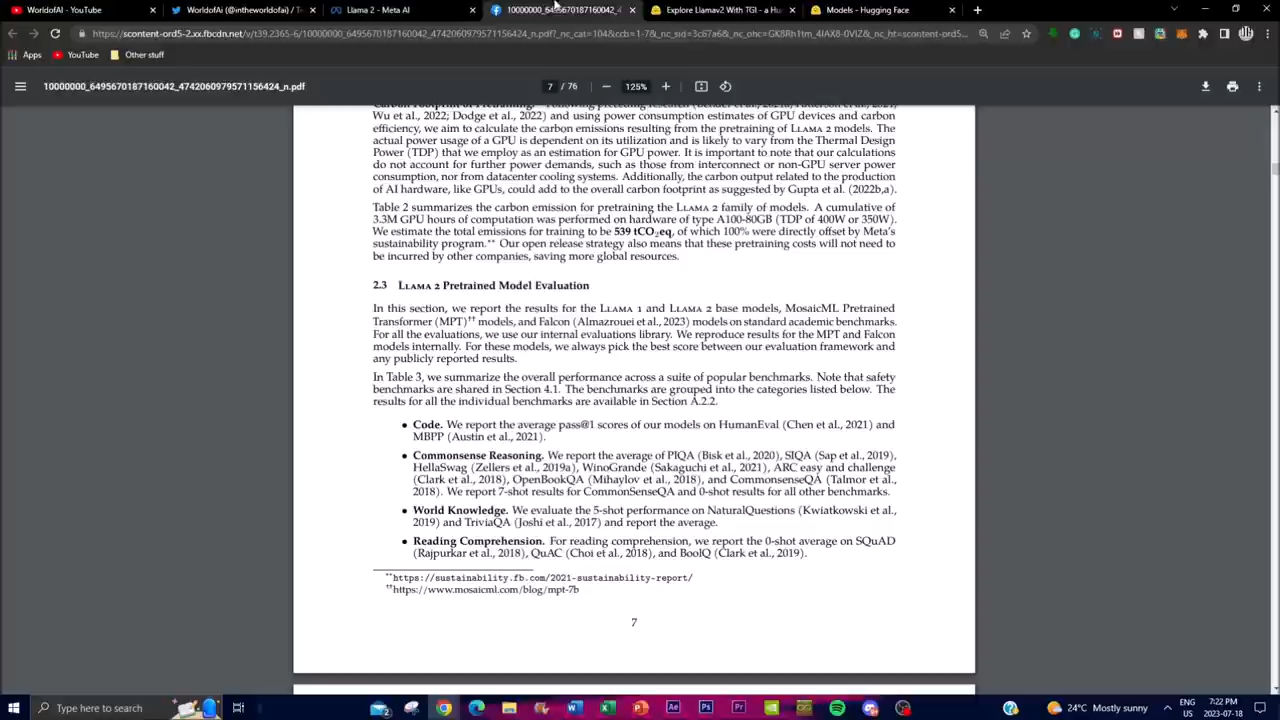 WorldofAI - YouTube
WorldofAI (@intheworldofai) / T
Llama 2 - Meta AI
10000000_6495670187160042_4
Explore Llamav2 With TGI - a Hu
Models - Hugging Face
Apps
YouTube
Other stuff
10000000_6495670187160042_4742060979571156424_n.pdf
7 / 76
125%
Wu et al., 2022; Dodge et al., 2022) and using power consumption estimates of GPU devices and carbon
efficiency, we aim to calculate the carbon emissions resulting from the pretraining of Llama 2 models. The
actual power usage of a GPU is dependent on its utilization and is likely to vary from the Thermal Design
Power (TDP) that we employ as an estimation for GPU power. It is important to note that our calculations
do not account for further power demands, such as those from interconnect or non-GPU server power
consumption, nor from datacenter cooling systems. Additionally, the carbon output related to the production
of AI hardware, like GPUs, could add to the overall carbon footprint as suggested by Gupta et al. (2022b,a).
Table 2 summarizes the carbon emission for pretraining the Llama 2 family of models. A cumulative of
3.3M GPU hours of computation was performed on hardware of type A100-80GB (TDP of 400W or 350W).
We estimate the total emissions for training to be 539 tCO2eq, of which 100% were directly offset by Meta's
sustainability program.** Our open release strategy also means that these pretraining costs will not need to
be incurred by other companies, saving more global resources.
2.3 Llama 2 Pretrained Model Evaluation
In this section, we report the results for the Llama 1 and Llama 2 base models, MosaicML Pretrained
Transformer (MPT)†† models, and Falcon (Almazrouei et al., 2023) models on standard academic benchmarks.
For all the evaluations, we use our internal evaluations library. We reproduce results for the MPT and Falcon
models internally. For these models, we always pick the best score between our evaluation framework and
any publicly reported results.
In Table 3, we summarize the overall performance across a suite of popular benchmarks. Note that safety
benchmarks are shared in Section 4.1. The benchmarks are grouped into the categories listed below. The
results for all the individual benchmarks are available in Section A.2.2.
• Code. We report the average pass@1 scores of our models on HumanEval (Chen et al., 2021) and
MBPP (Austin et al., 2021).
• Commonsense Reasoning. We report the average of PIQA (Bisk et al., 2020), SIQA (Sap et al., 2019),
HellaSwag (Zellers et al., 2019a), WinoGrande (Sakaguchi et al., 2021), ARC easy and challenge
(Clark et al., 2018), OpenBookQA (Mihaylov et al., 2018), and CommonsenseQA (Talmor et al.,
2018). We report 7-shot results for CommonSenseQA and 0-shot results for all other benchmarks.
• World Knowledge. We evaluate the 5-shot performance on NaturalQuestions (Kwiatkowski et al.,
2019) and TriviaQA (Joshi et al., 2017) and report the average.
• Reading Comprehension. For reading comprehension, we report the 0-shot average on SQuAD
(Rajpurkar et al., 2018), QuAC (Choi et al., 2018), and BoolQ (Clark et al., 2019).
**https://sustainability.fb.com/2021-sustainability-report/
††https://www.mosaicml.com/blog/mpt-7b
7
Type here to search
24°C Mostly sunny
ENG
US
7:22 PM
2023-07-18